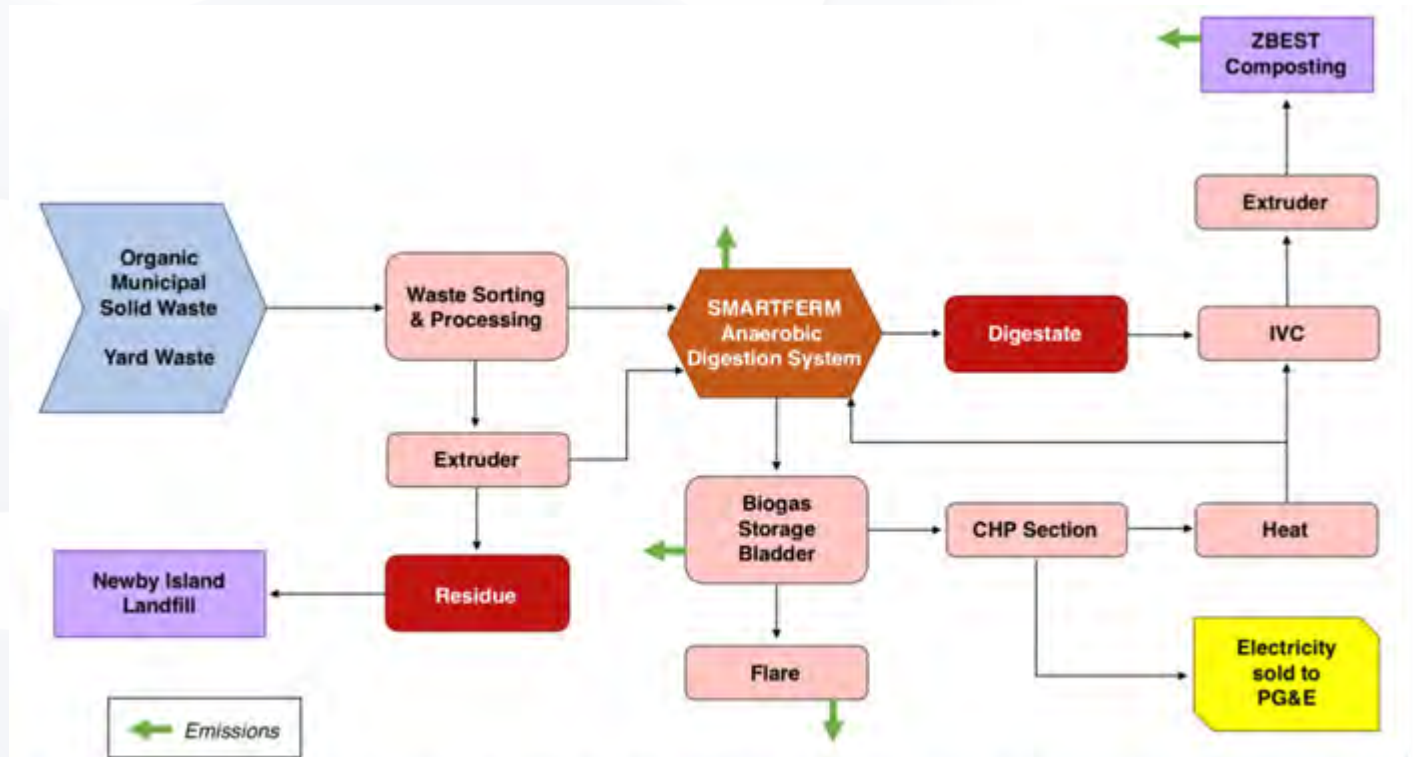 ZBEST
Composting
Extruder
Organic
Municipal
Solid Waste
Yard Waste
Waste Sorting
& Processing
SMARTFERM
Anaerobic
Digestion System
Digestate
IVC
Extruder
Biogas
Storage
Bladder
CHP Section
Heat
Newby Island
Landfill
Residue
Flare
Electricity
sold to
PG&E
Emissions